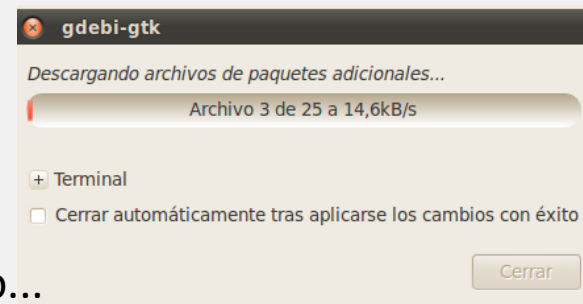 gdebi-gtk
Descargando archivos de paquetes adicionales...
Archivo 3 de 25 a 14,6kB/s
+ Terminal
Cerrar automáticamente tras aplicarse los cambios con éxito
Cerrar